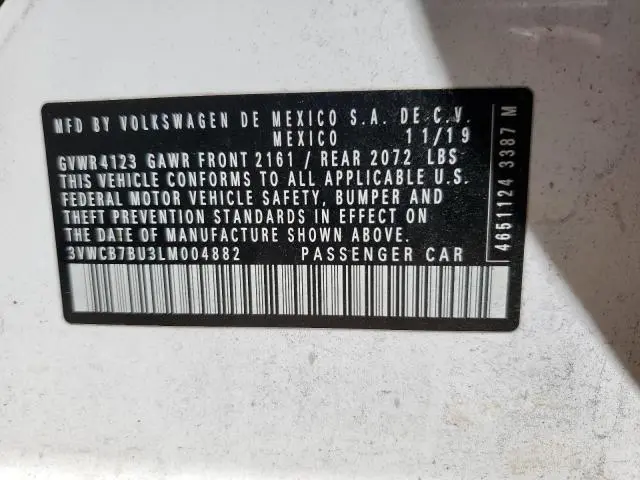 MFD BY VOLKSWAGEN DE MEXICO S.A. DE C.V.
MEXICO 11/19
GVWR4123 GAWR FRONT 2161 / REAR 2072 LBS
THIS VEHICLE CONFORMS TO ALL APPLICABLE U.S.
FEDERAL MOTOR VEHICLE SAFETY, BUMPER AND
THEFT PREVENTION STANDARDS IN EFFECT ON
THE DATE OF MANUFACTURE SHOWN ABOVE.
3VWCB7BU3LM004882 PASSENGER CAR
4651124 3387 M